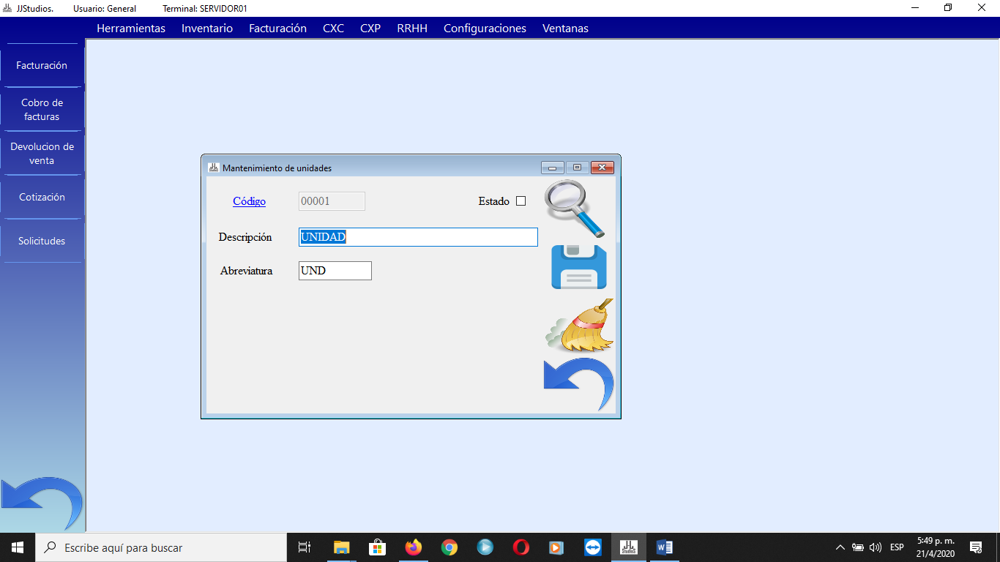 JJStudios. Usuario: General Terminal: SERVIDOR01
Herramientas Inventario Facturación CXC CXP RRHH Configuraciones Ventanas
Facturación
Cobro de
facturas
Devolucion de
venta
Cotización
Solicitudes
Mantenimiento de unidades
Código 00001 Estado
Descripción UNIDAD
Abreviatura UND
Escribe aquí para buscar
ESP
5:49 p. m.
21/4/2020